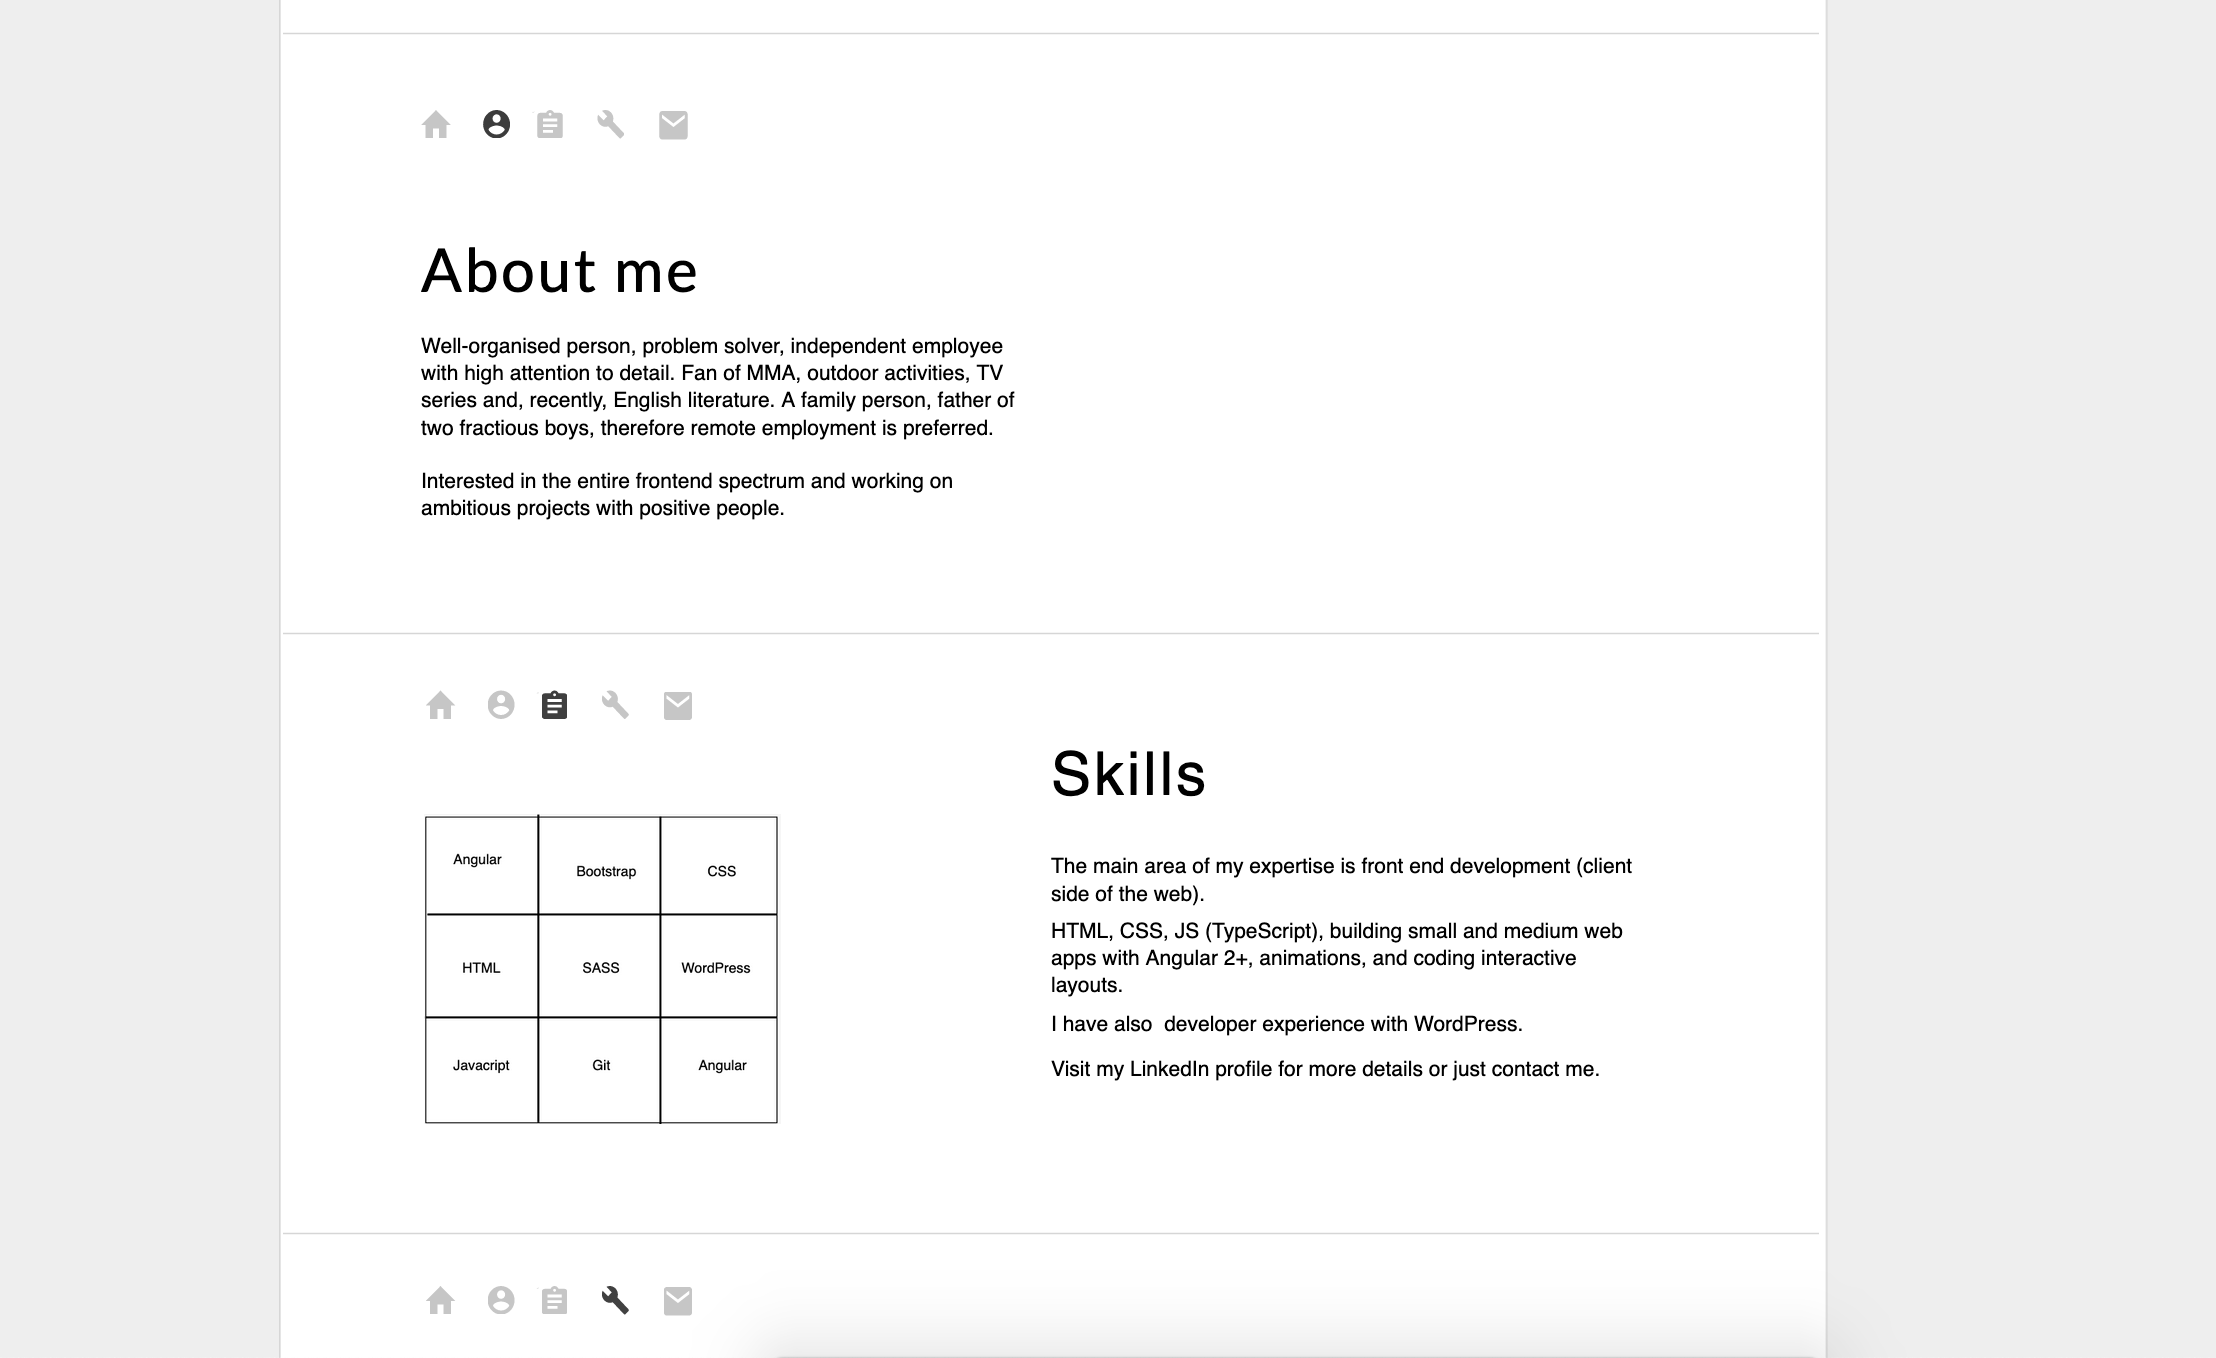 About me
Well-organised person, problem solver, independent employee
with high attention to detail. Fan of MMA, outdoor activities, TV
series and, recently, English literature. A family person, father of
two fractious boys, therefore remote employment is preferred.
Interested in the entire frontend spectrum and working on
ambitious projects with positive people.
Angular Bootstrap CSS
HTML SASS WordPress
Javacript Git Angular
Skills
The main area of my expertise is front end development (client
side of the web).
HTML, CSS, JS (TypeScript), building small and medium web
apps with Angular 2+, animations, and coding interactive
layouts.
I have also  developer experience with WordPress.
Visit my LinkedIn profile for more details or just contact me.